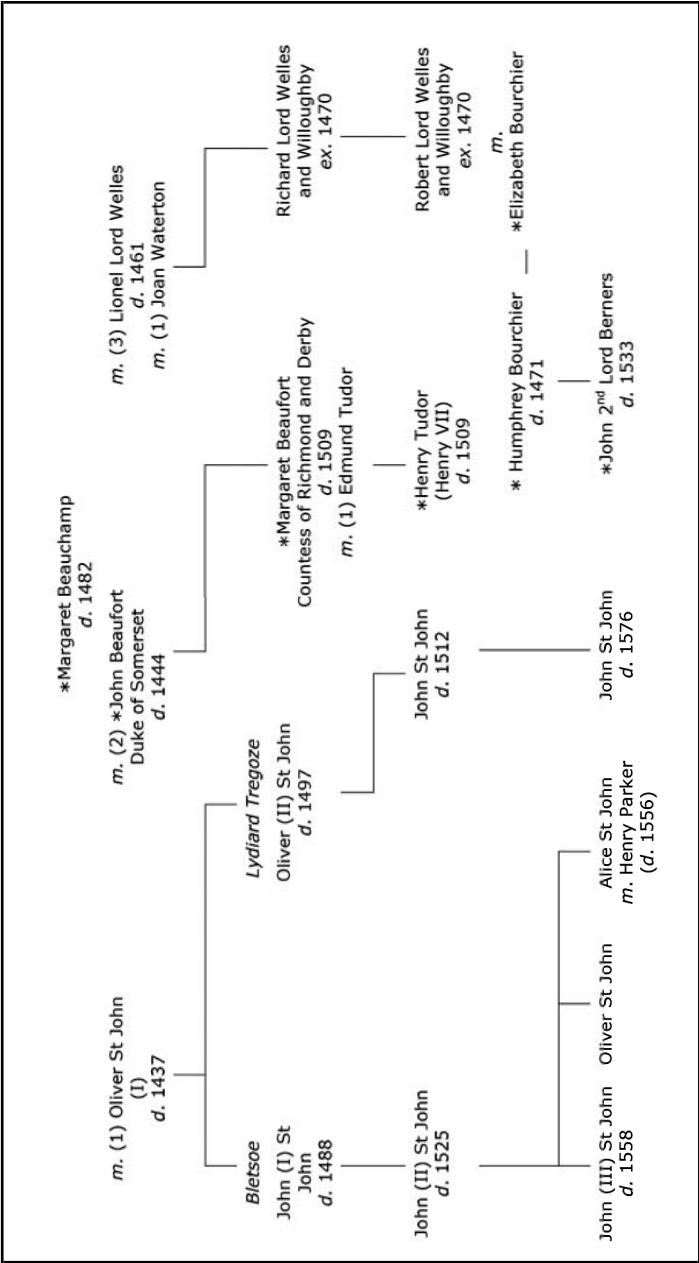 *Margaret Beauchamp
d. 1482
m. (1) Oliver St John
(I)
d. 1437
m. (2) *John Beaufort
Duke of Somerset
d. 1444
m. (3) Lionel Lord Welles
d. 1461
m. (1) Joan Waterton
Bletsoe
John (I) St
John
d. 1488
Lydiard Tregoze
Oliver (II) St John
d. 1497
*Margaret Beaufort
Countess of Richmond and Derby
d. 1509
m. (1) Edmund Tudor
Richard Lord Welles
and Willoughby
ex. 1470
John (II) St John
d. 1525
John St John
d. 1512
*Henry Tudor
(Henry VII)
d. 1509
Robert Lord Welles
and Willoughby
ex. 1470
* Humphrey Bourchier
d. 1471
m.
*Elizabeth Bourchier
John (III) St John
d. 1558
Oliver St John
Alice St John
m. Henry Parker
(d. 1556)
John St John
d. 1576
*John 2nd Lord Berners
d. 1533